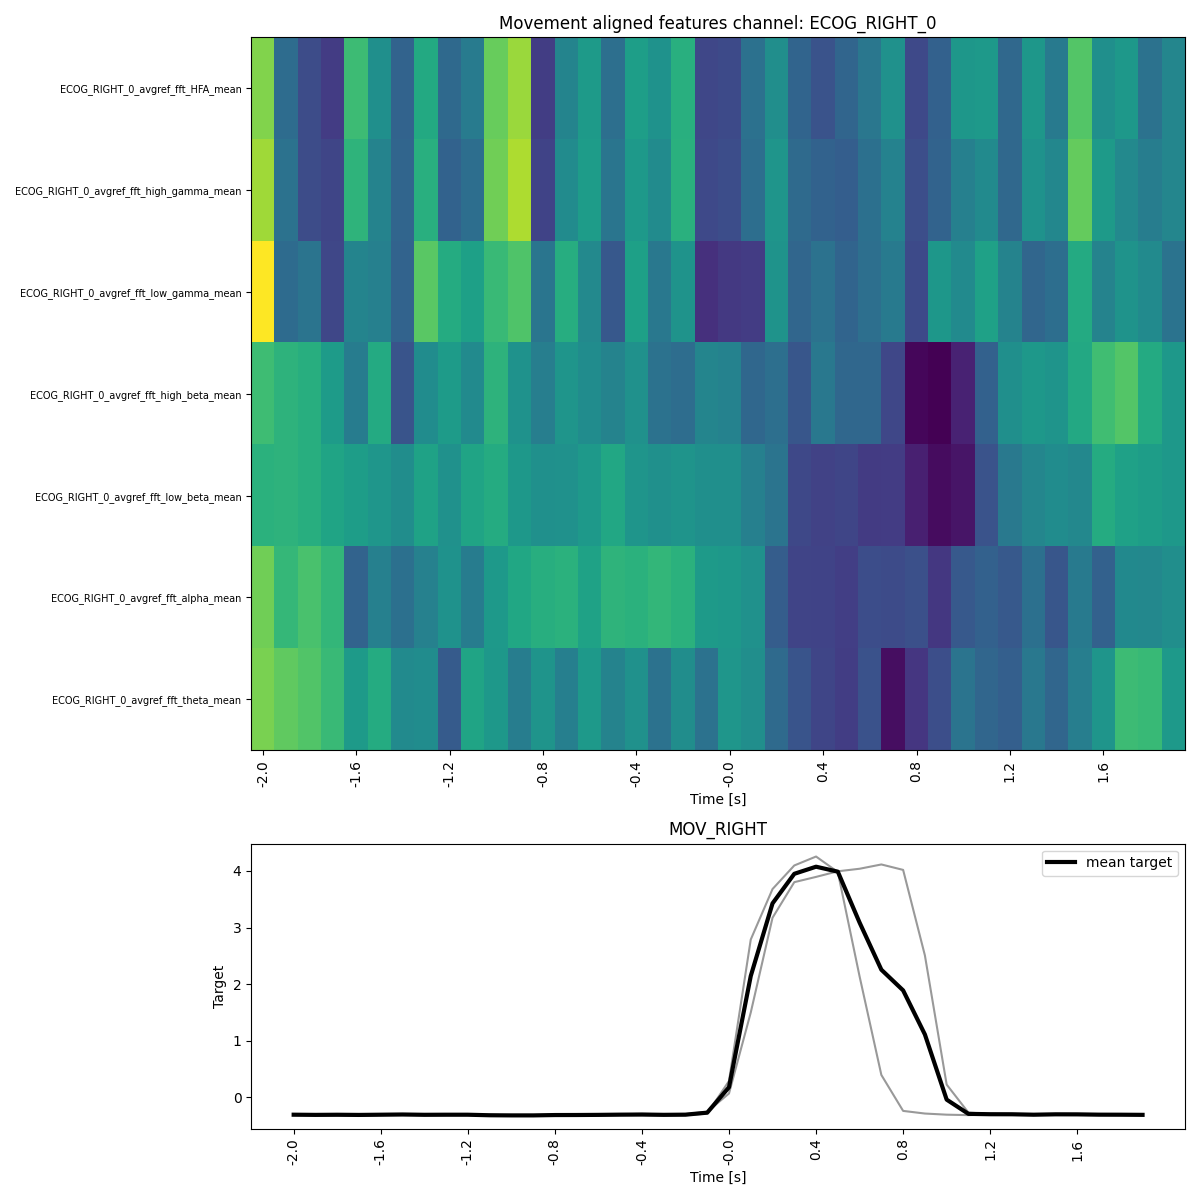 Movement aligned features channel: ECOG_RIGHT_0
ECOG_RIGHT_0_avgref_fft_HFA_mean
ECOG_RIGHT_0_avgref_fft_high_gamma_mean
ECOG_RIGHT_0_avgref_fft_low_gamma_mean
ECOG_RIGHT_0_avgref_fft_high_beta_mean
ECOG_RIGHT_0_avgref_fft_low_beta_mean
ECOG_RIGHT_0_avgref_fft_alpha_mean
ECOG_RIGHT_0_avgref_fft_theta_mean
-2.0 -1.6 -1.2 -0.8 -0.4 -0.0 0.4 0.8 1.2 1.6
Time [s]
MOV_RIGHT
mean target
Target
4
3
2
1
0
-2.0 -1.6 -1.2 -0.8 -0.4 -0.0 0.4 0.8 1.2 1.6
Time [s]